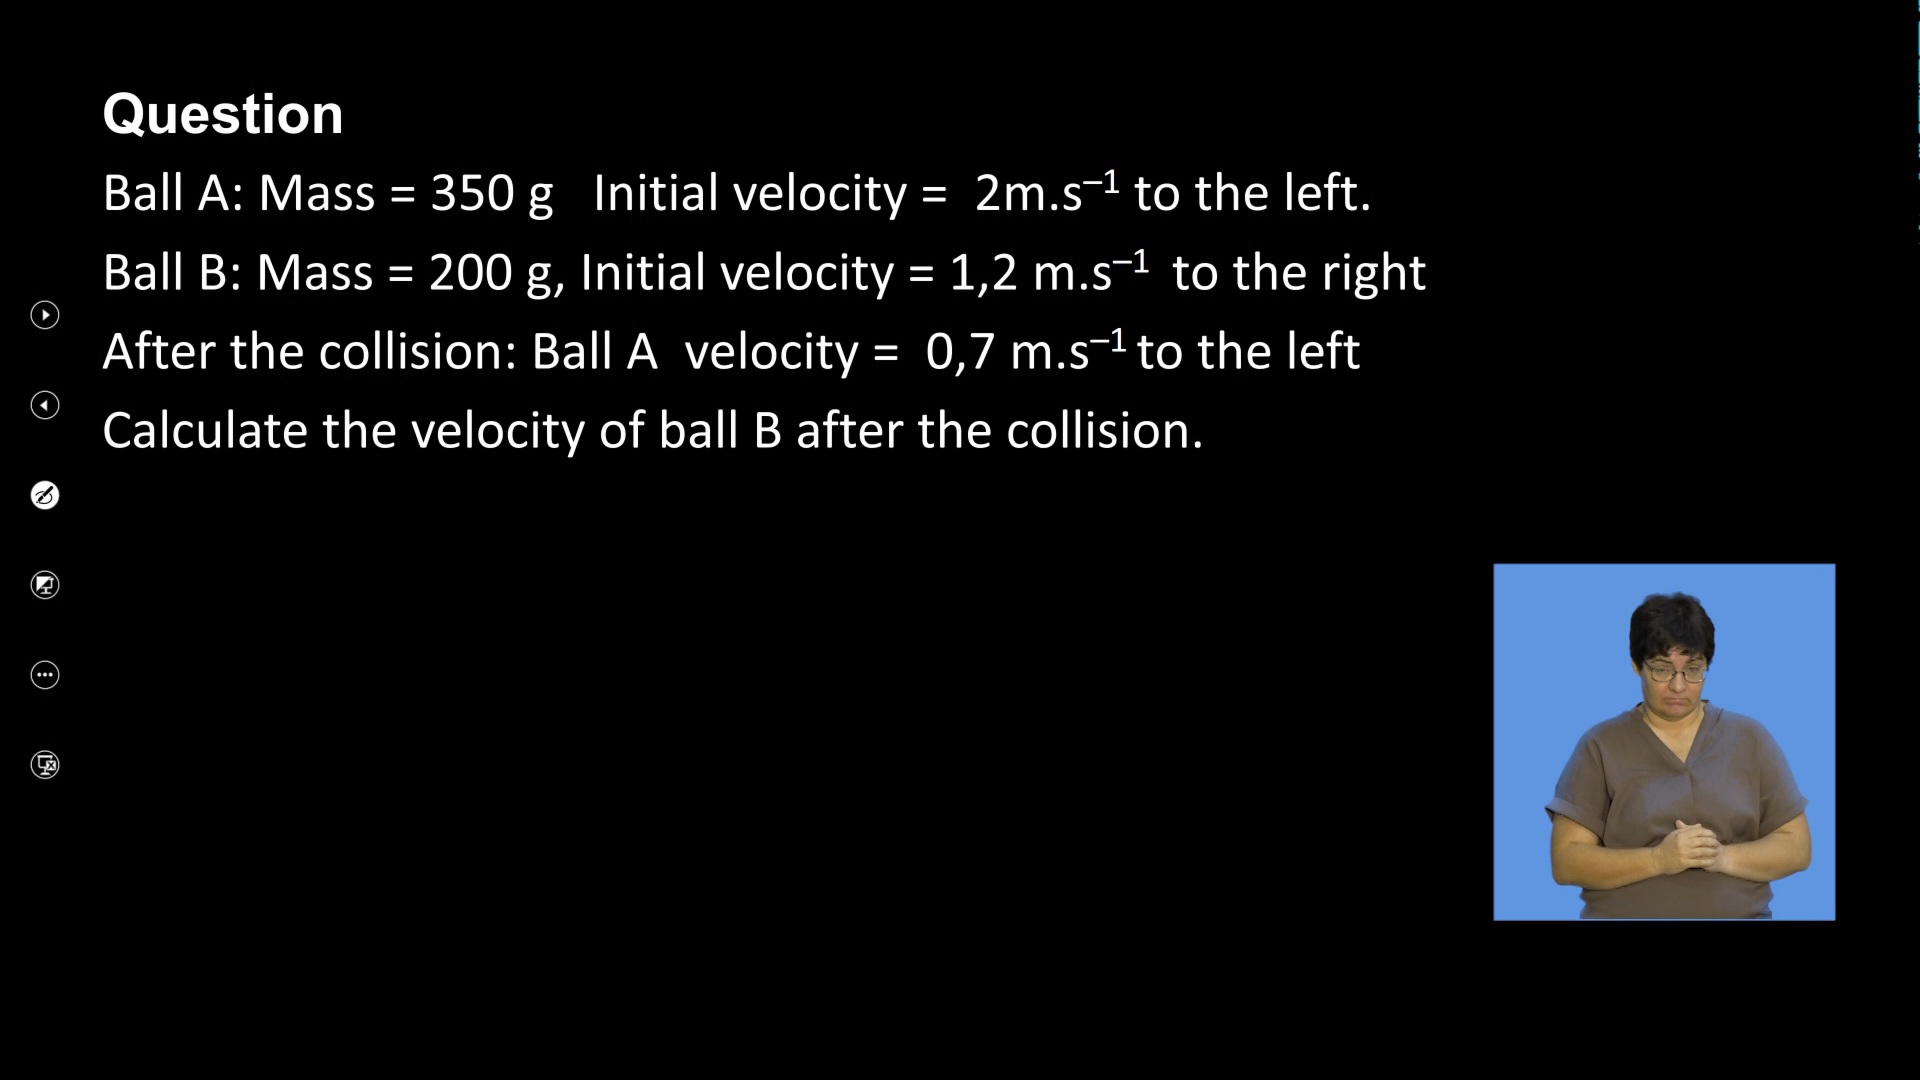 Question
Ball A: Mass = 350 g   Initial velocity =  2m.s⁻¹ to the left.
Ball B: Mass = 200 g, Initial velocity = 1,2 m.s⁻¹  to the right
After the collision: Ball A  velocity =  0,7 m.s⁻¹ to the left
Calculate the velocity of ball B after the collision.